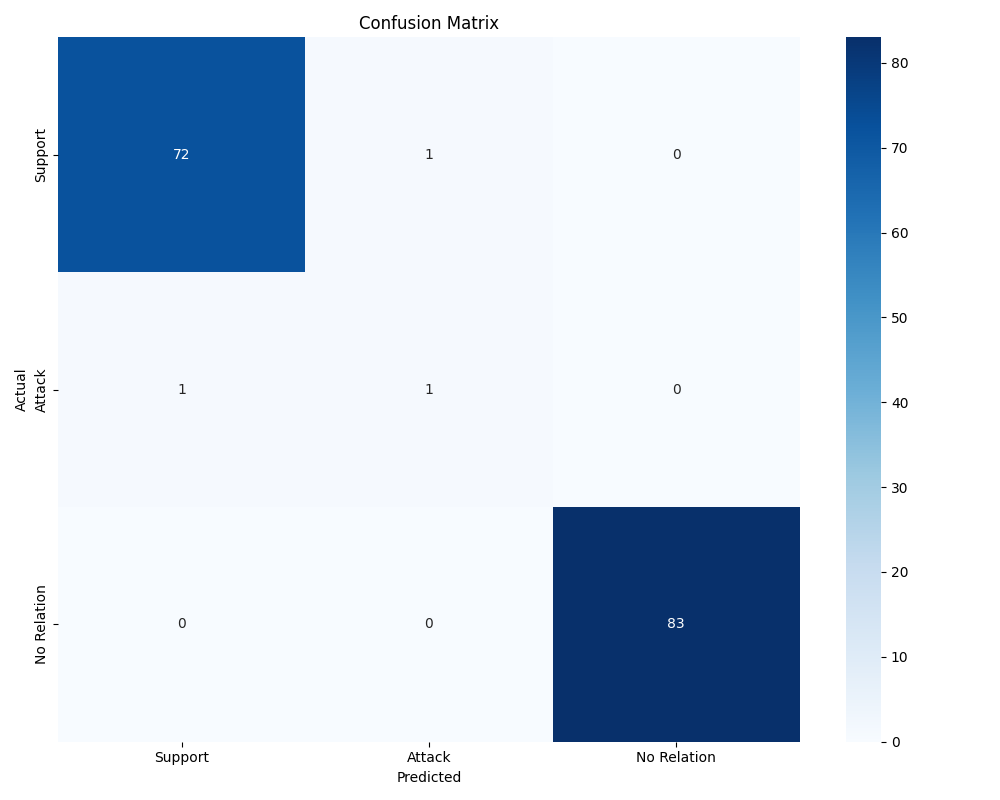 Confusion Matrix
Support
72
1
0
Actual
Attack
1
1
0
No Relation
0
0
83
Support
Attack
No Relation
Predicted
80
70
60
50
40
30
20
10
0